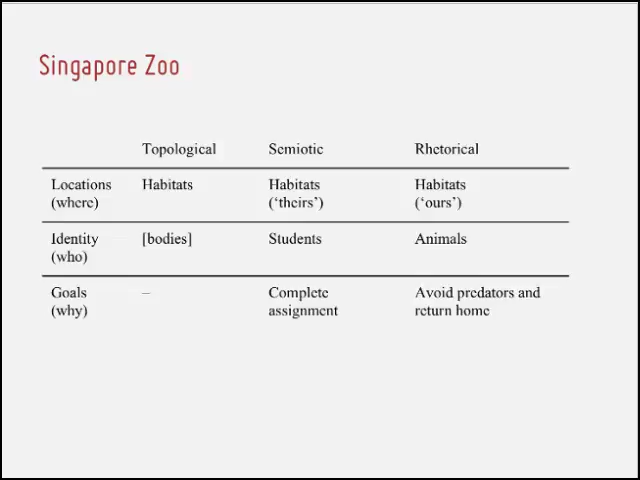 Singapore Zoo
Topological Semiotic Rhetorical
Locations Habitats Habitats Habitats
(where) (‘theirs’) (‘ours’)
Identity [bodies] Students Animals
(who)
Goals – Complete Avoid predators and
(why) assignment return home